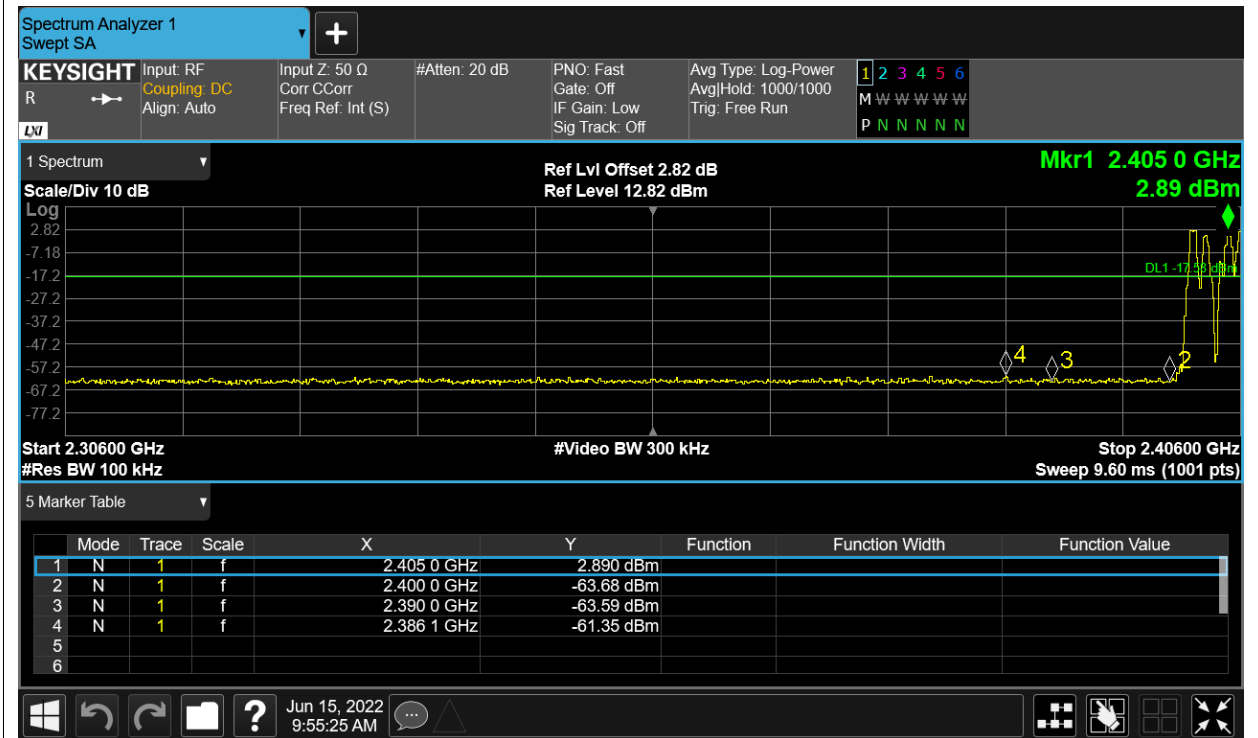 Spectrum Analyzer 1
Swept SA
KEYSIGHT
R
LXI
Input: RF
Coupling: DC
Align: Auto
Input Z: 50 Ω
Corr CCorr
Freq Ref: Int (S)
#Atten: 20 dB
PNO: Fast
Gate: Off
IF Gain: Low
Sig Track: Off
Avg Type: Log-Power
Avg|Hold: 1000/1000
Trig: Free Run
1 2 3 4 5 6
M W W W W W
P N N N N N
1 Spectrum
Scale/Div 10 dB
Ref Lvl Offset 2.82 dB
Ref Level 12.82 dBm
Mkr1 2.405 0 GHz
2.89 dBm
Log
2.82
-7.18
-17.2
-27.2
-37.2
-47.2
-57.2
-67.2
-77.2
DL1 -17.58 dBm
4
3
2
Start 2.30600 GHz
#Video BW 300 kHz
Stop 2.40600 GHz
#Res BW 100 kHz
Sweep 9.60 ms (1001 pts)
5 Marker Table
Mode Trace Scale X Y Function Function Width Function Value
1 N 1 f 2.405 0 GHz 2.890 dBm
2 N 1 f 2.400 0 GHz -63.68 dBm
3 N 1 f 2.390 0 GHz -63.59 dBm
4 N 1 f 2.386 1 GHz -61.35 dBm
5
6
?
Jun 15, 2022
9:55:25 AM